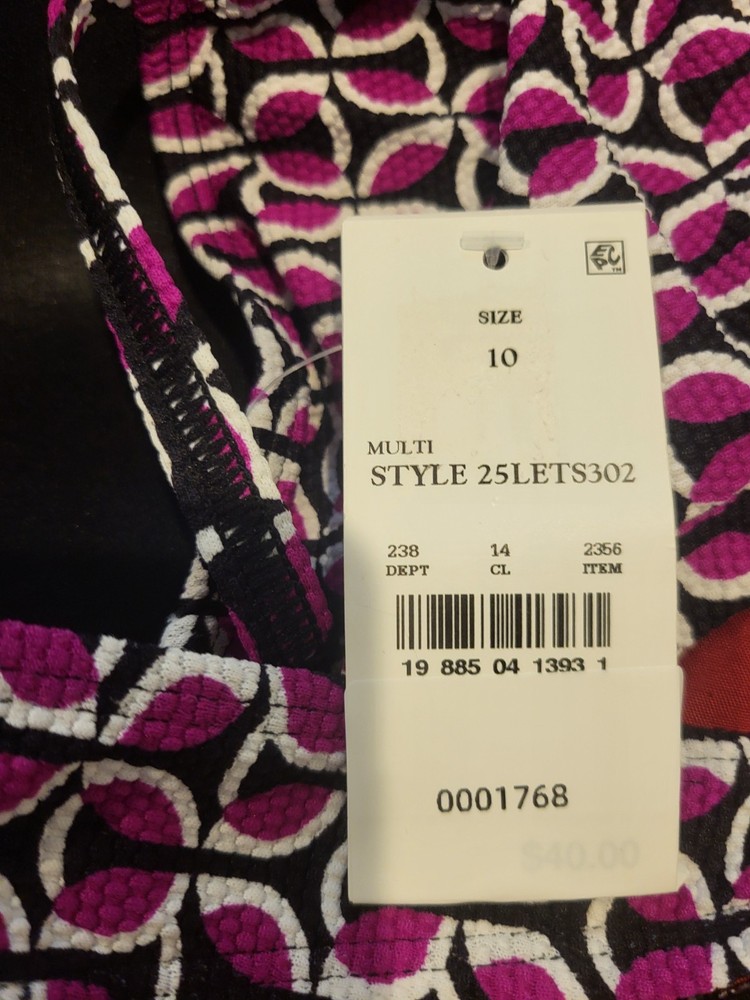 EPC™
SIZE
10
MULTI
STYLE 25LETS302
238 14 2356
DEPT CL ITEM
19 885 04 1393 1
0001768
$40.00